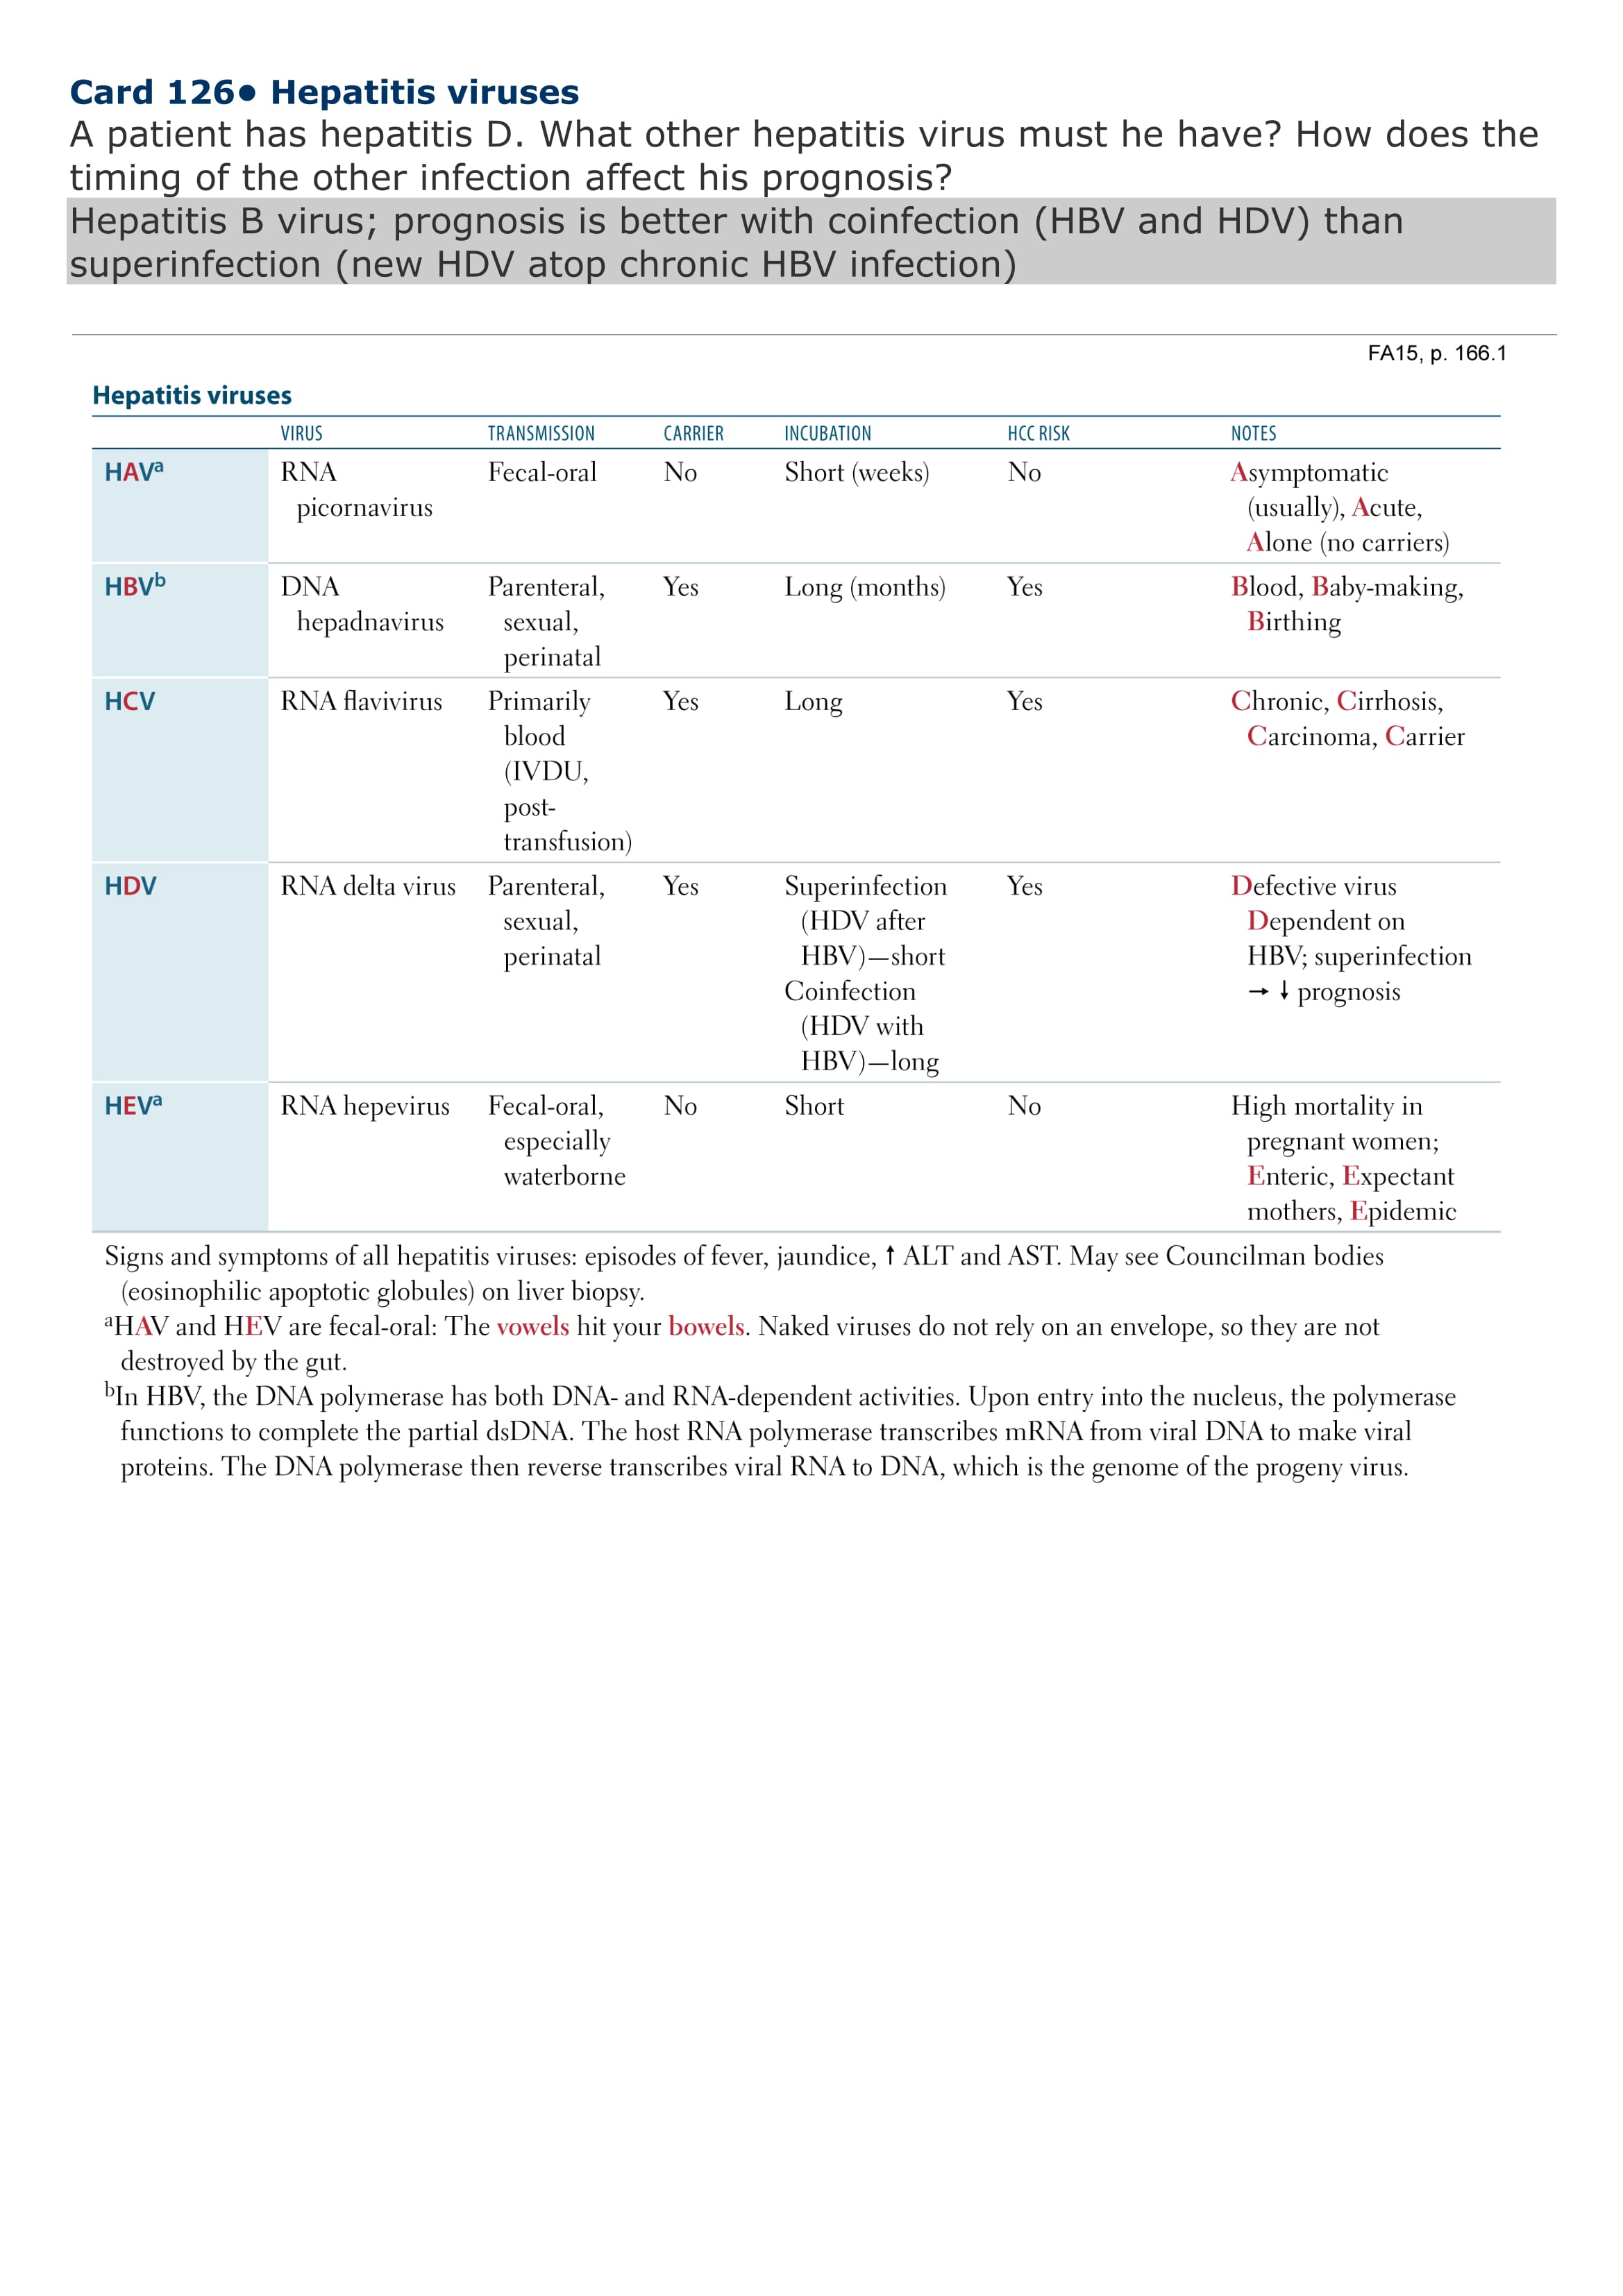 Card 126● Hepatitis viruses
A patient has hepatitis D. What other hepatitis virus must he have? How does the
timing of the other infection affect his prognosis?
Hepatitis B virus; prognosis is better with coinfection (HBV and HDV) than
superinfection (new HDV atop chronic HBV infection)
FA15, p. 166.1
Hepatitis viruses
VIRUS TRANSMISSION CARRIER INCUBATION HCC RISK NOTES
HAVᵃ RNA Fecal-oral No Short (weeks) No Asymptomatic
picornavirus (usually), Acute,
Alone (no carriers)
HBVᵇ DNA Parenteral, Yes Long (months) Yes Blood, Baby-making,
hepadnavirus sexual, Birthing
perinatal
HCV RNA flavivirus Primarily Yes Long Yes Chronic, Cirrhosis,
blood Carcinoma, Carrier
(IVDU,
post-
transfusion)
HDV RNA delta virus Parenteral, Yes Superinfection Yes Defective virus
sexual, (HDV after Dependent on
perinatal HBV)—short HBV; superinfection
Coinfection → ↓ prognosis
(HDV with
HBV)—long
HEVᵃ RNA hepevirus Fecal-oral, No Short No High mortality in
especially pregnant women;
waterborne Enteric, Expectant
mothers, Epidemic
Signs and symptoms of all hepatitis viruses: episodes of fever, jaundice, ↑ ALT and AST. May see Councilman bodies
(eosinophilic apoptotic globules) on liver biopsy.
ᵃHAV and HEV are fecal-oral: The vowels hit your bowels. Naked viruses do not rely on an envelope, so they are not
destroyed by the gut.
ᵇIn HBV, the DNA polymerase has both DNA- and RNA-dependent activities. Upon entry into the nucleus, the polymerase
functions to complete the partial dsDNA. The host RNA polymerase transcribes mRNA from viral DNA to make viral
proteins. The DNA polymerase then reverse transcribes viral RNA to DNA, which is the genome of the progeny virus.